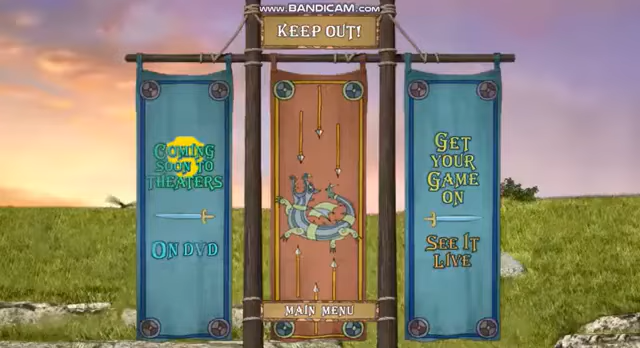 www.BANDICAM.com
KEEP OUT!
COMING
SOON TO
THEATERS
ON DVD
GET
YOUR
GAME
ON
SEE IT
LIVE
MAIN MENU